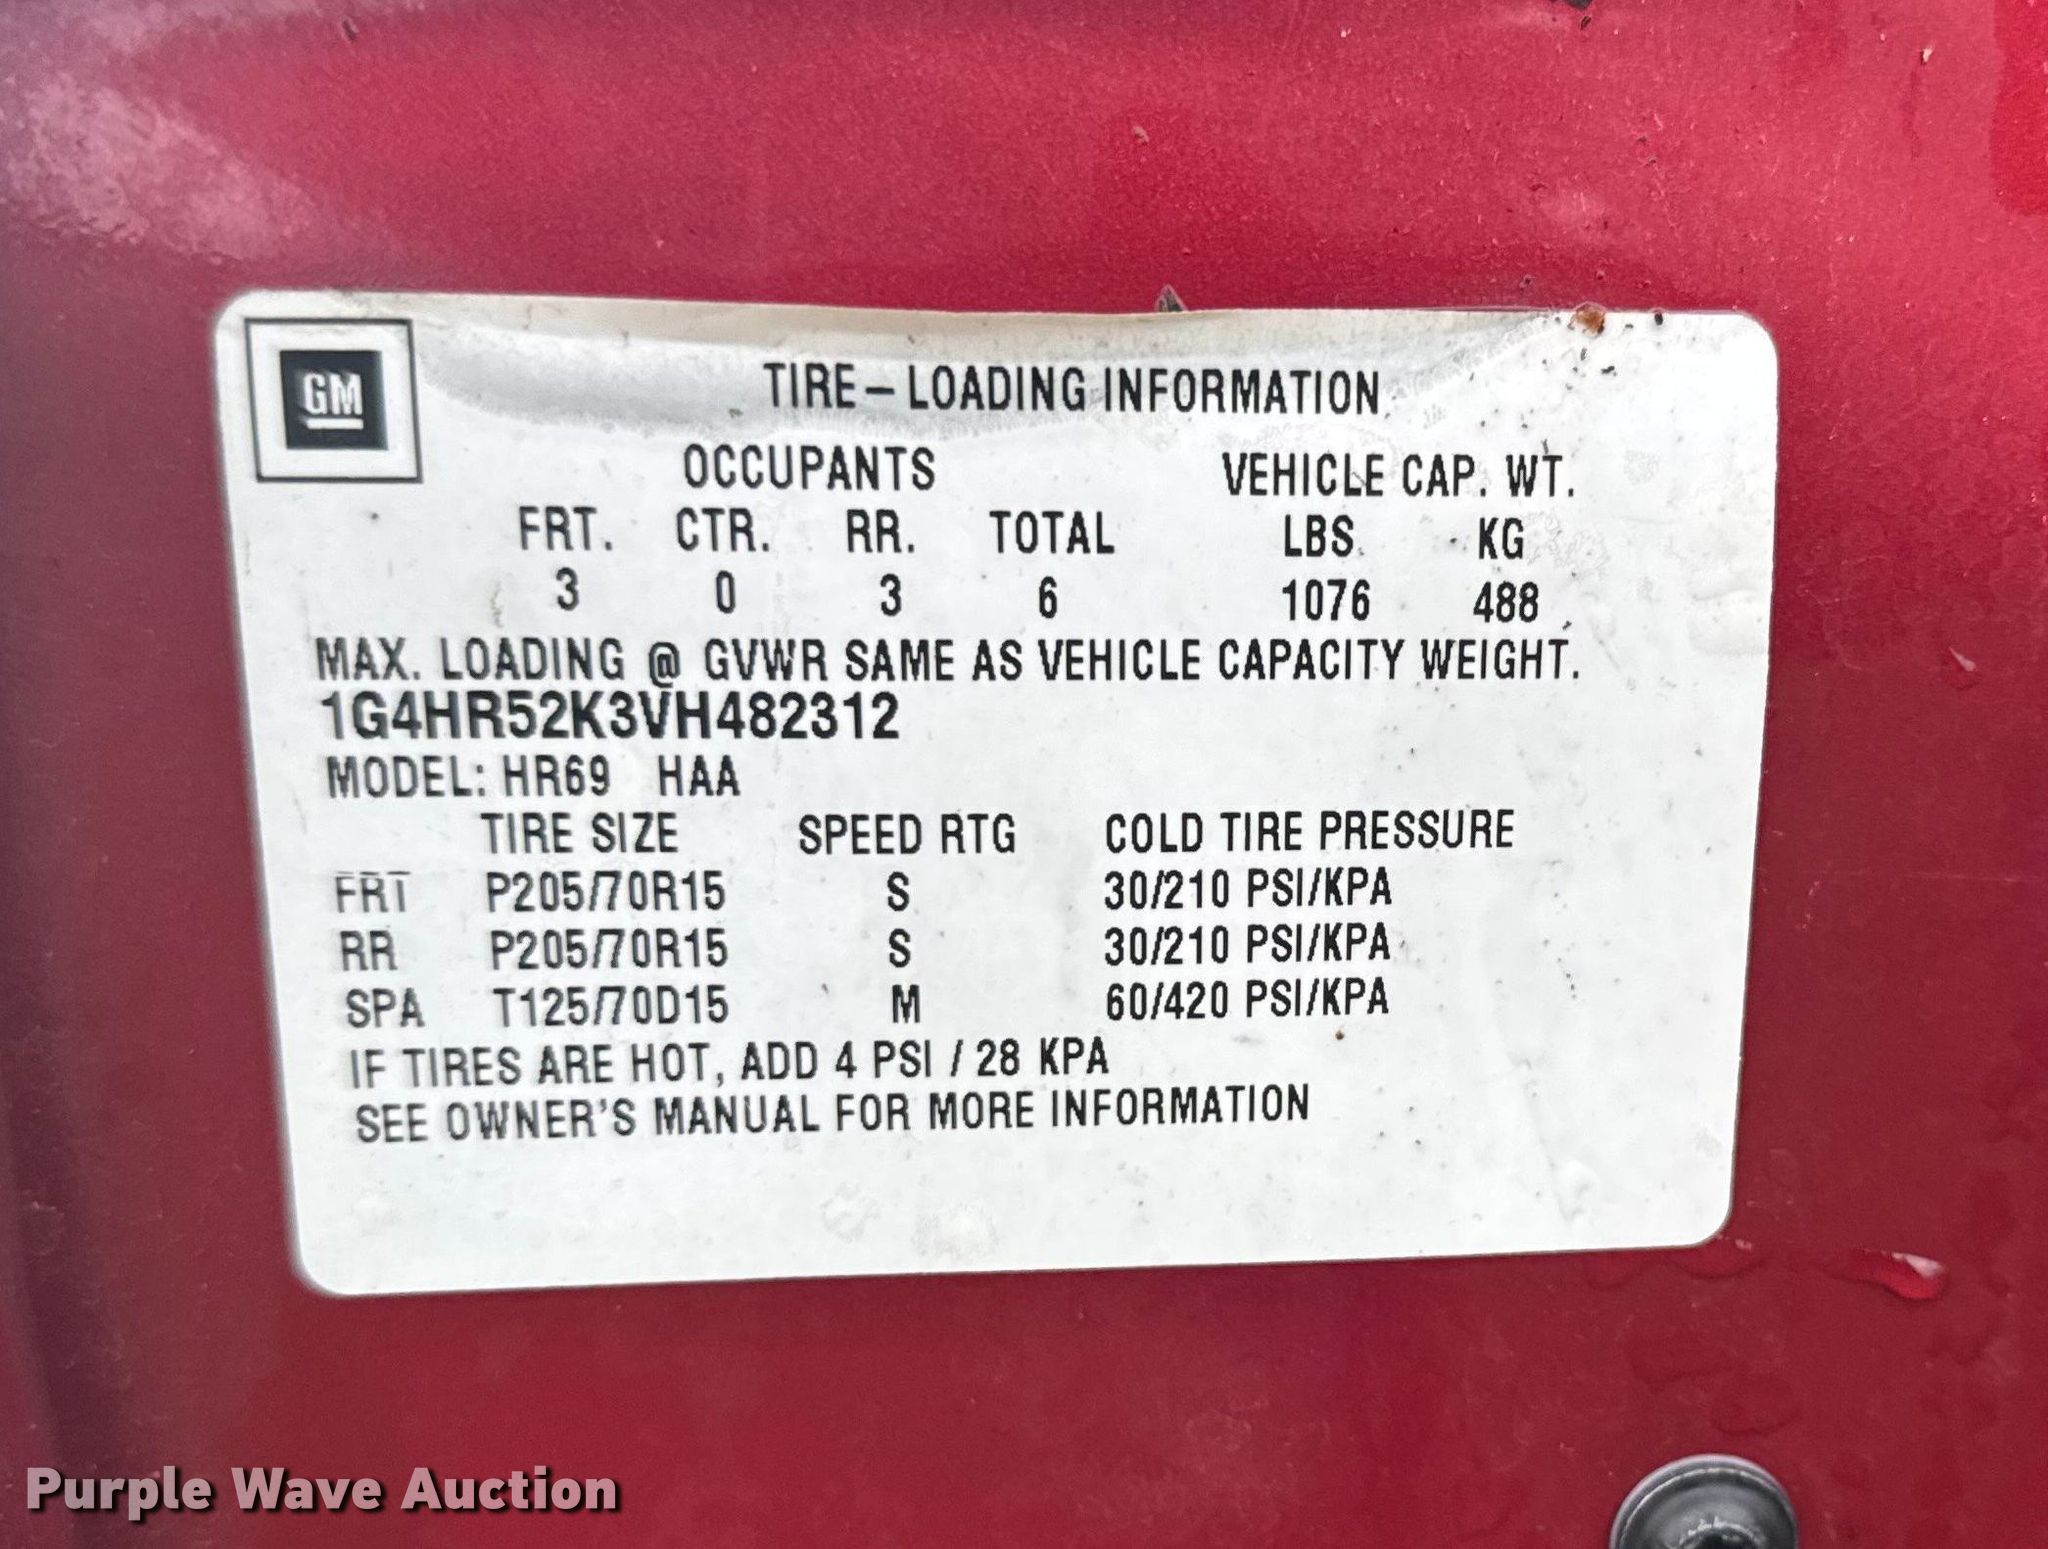 GM
TIRE – LOADING INFORMATION
OCCUPANTS VEHICLE CAP. WT.
FRT. CTR. RR. TOTAL LBS. KG
3 0 3 6 1076 488
MAX. LOADING @ GVWR SAME AS VEHICLE CAPACITY WEIGHT.
1G4HR52K3VH482312
MODEL: HR69 HAA
TIRE SIZE SPEED RTG COLD TIRE PRESSURE
FRT P205/70R15 S 30/210 PSI/KPA
RR P205/70R15 S 30/210 PSI/KPA
SPA T125/70D15 M 60/420 PSI/KPA
IF TIRES ARE HOT, ADD 4 PSI / 28 KPA
SEE OWNER'S MANUAL FOR MORE INFORMATION
Purple Wave Auction